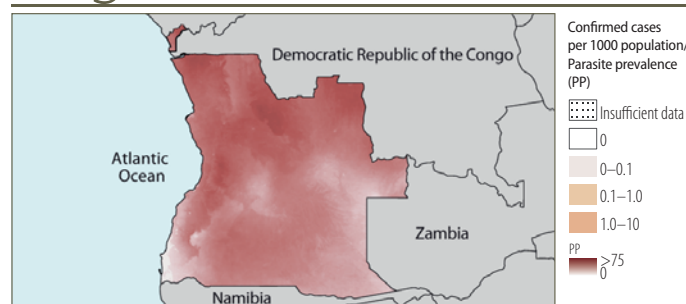 Democratic Republic of the Congo
Atlantic
Ocean
Zambia
Namibia
Confirmed cases
per 1000 population/
Parasite prevalence
(PP)
Insufficient data
0
0–0.1
0.1–1.0
1.0–10
PP
>75
0